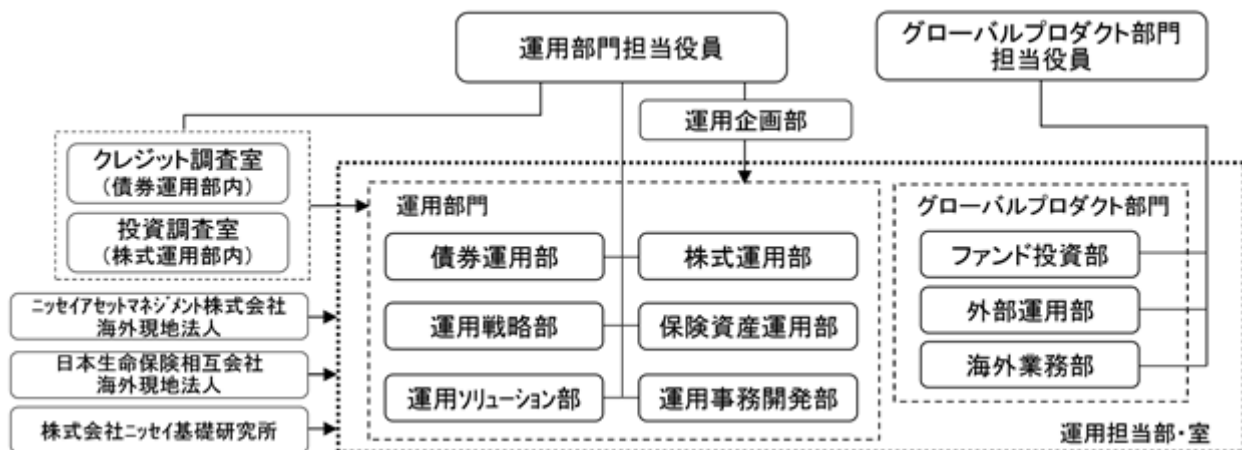 運用部門担当役員
グローバルプロダクト部門
担当役員
運用企画部
クレジット調査室
(債券運用部内)
投資調査室
(株式運用部内)
運用部門
債券運用部
株式運用部
運用戦略部
保険資産運用部
運用ソリューション部
運用事務開発部
グローバルプロダクト部門
ファンド投資部
外部運用部
海外業務部
ニッセイアセットマネジメント株式会社
海外現地法人
日本生命保険相互会社
海外現地法人
株式会社ニッセイ基礎研究所
運用担当部・室